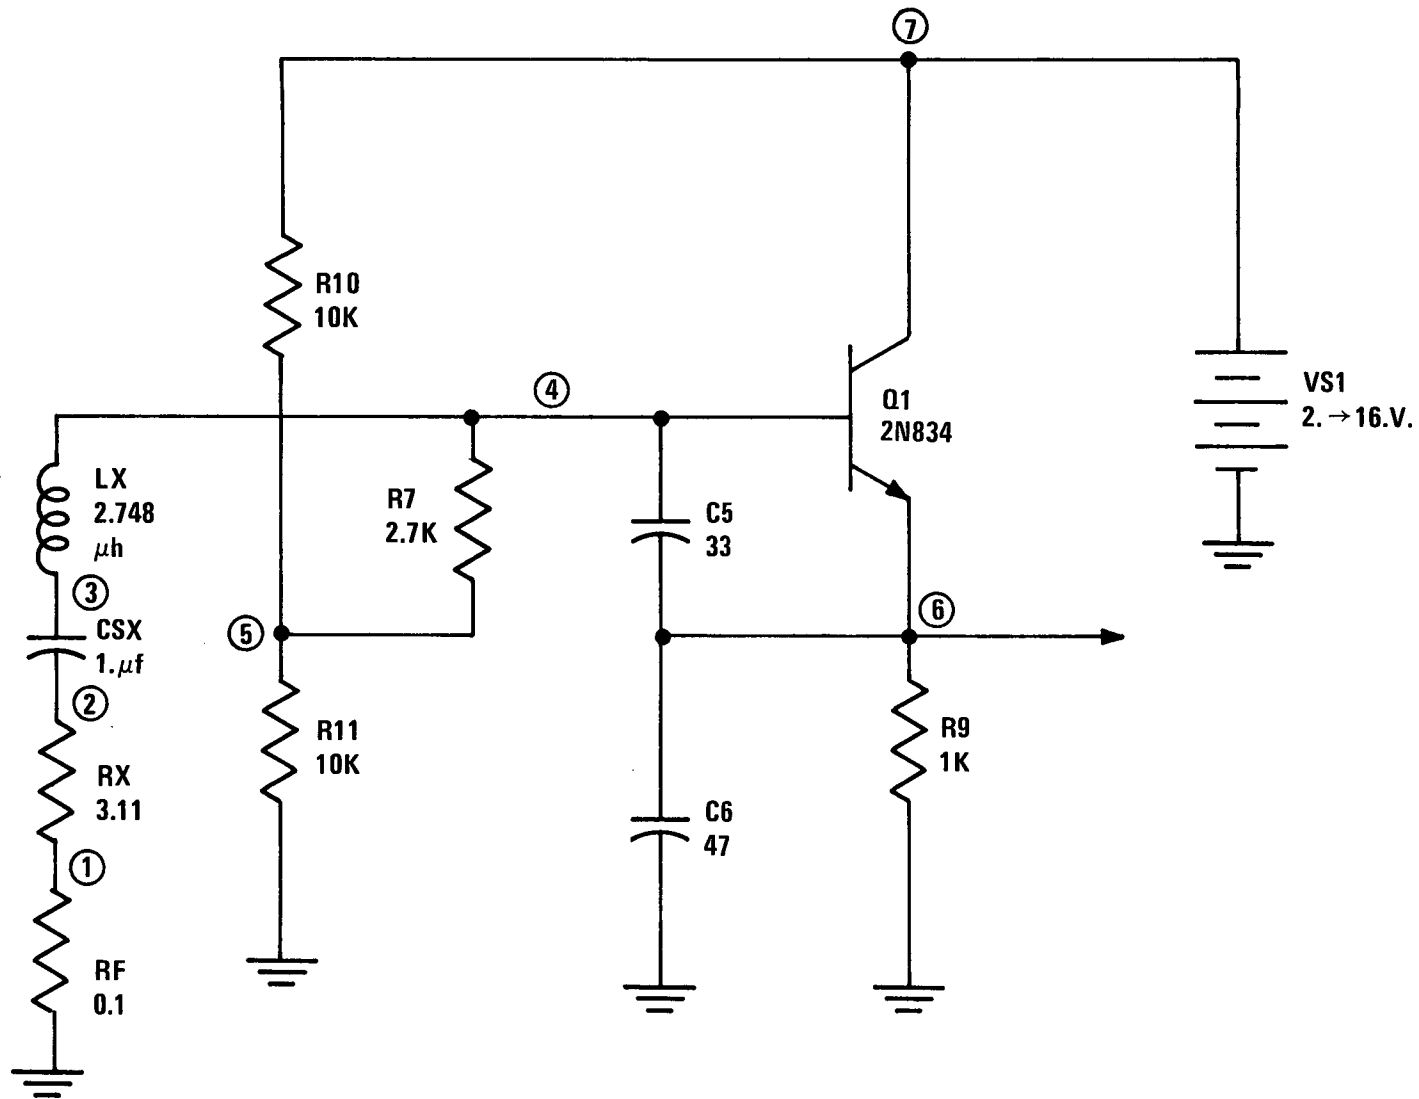 7
R10
10K
4
Q1
2N834
VS1
2.→16.V.
LX
2.748
μh
R7
2.7K
C5
33
3
CSX
1.μf
5
6
2
R11
10K
R9
1K
RX
3.11
C6
47
1
RF
0.1